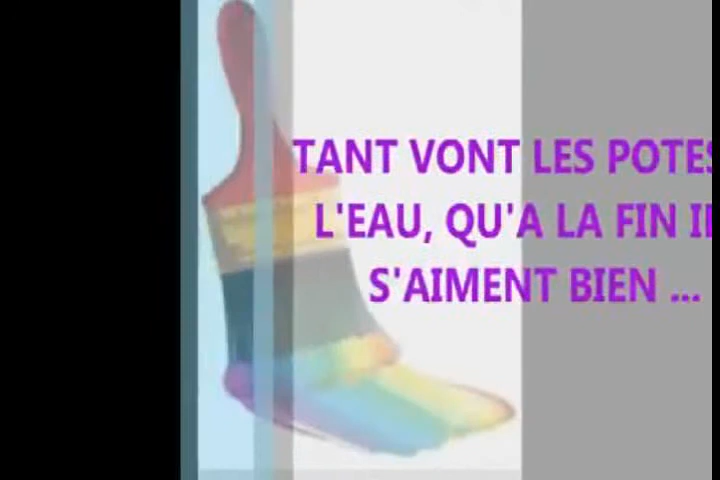 TANT VONT LES POTES
L'EAU, QU'A LA FIN
S'AIMENT BIEN ...